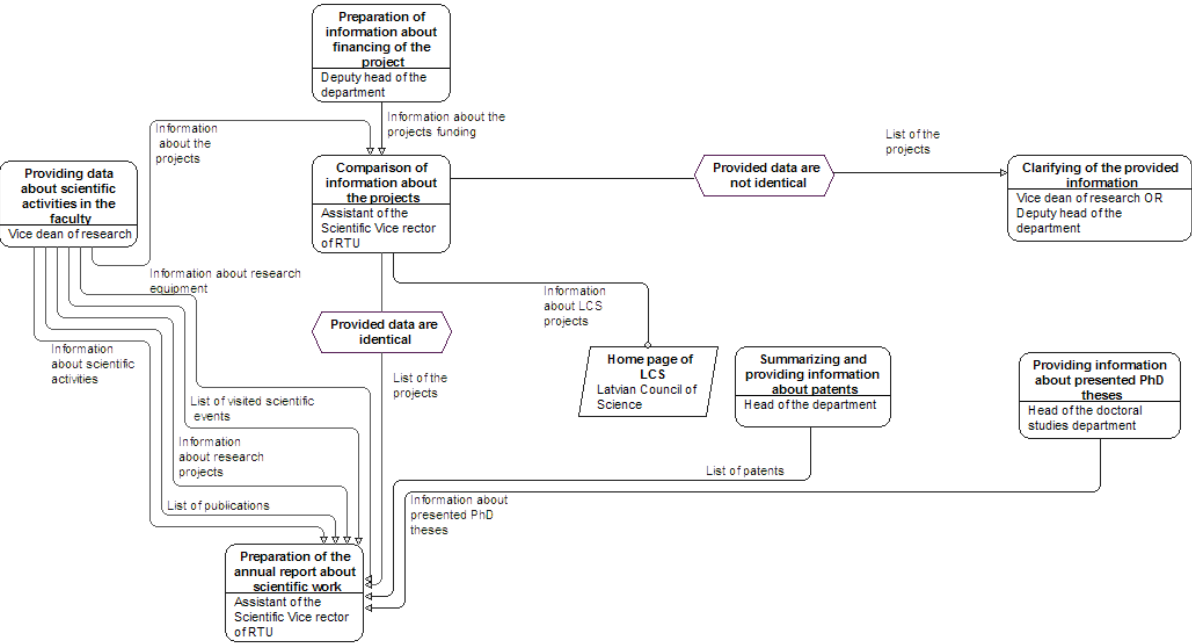 Preparation of
information about
financing of the
project
Deputy head of the
department
Information about the
projects funding
Information
about the
projects
List of the
projects
Providing data
about scientific
activities in the
faculty
Vice dean of research
Comparison of
information about
the projects
Assistant of the
Scientific Vice rector
of RTU
Provided data are
not identical
Clarifying of the provided
information
Vice dean of research OR
Deputy head of the
department
Information about research
equipment
Information
about LCS
projects
Provided data are
identical
Information
about scientific
activities
Home page of
LCS
Latvian Council of
Science
Summarizing and
providing information
about patents
Head of the department
Providing information
about presented PhD
theses
Head of the doctoral
studies department
List of the
projects
List of visited scientific
events
Information
about research
projects
List of patents
List of publications
Information about
presented PhD
theses
Preparation of the
annual report about
scientific work
Assistant of the
Scientific Vice rector
of RTU